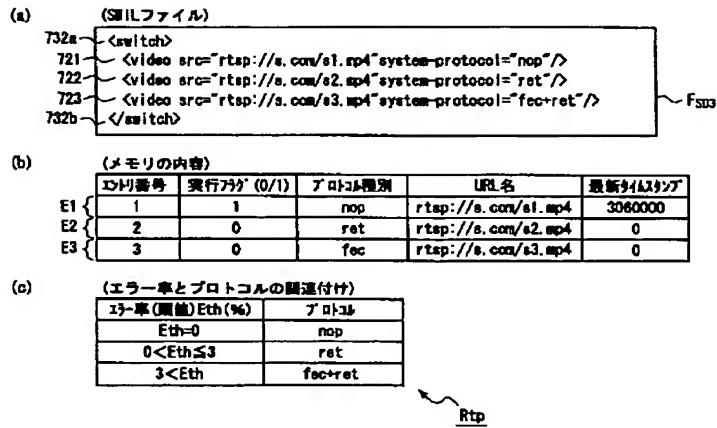 (a) (SMILファイル)
732a <switch>
721 <video src="rtsp://s.com/s1.mp4"system-protocol="nop"/>
722 <video src="rtsp://s.com/s2.mp4"system-protocol="ret"/>
723 <video src="rtsp://s.com/s3.mp4"system-protocol="fec+ret"/>
732b </switch>
FSD3
(b) (メモリの内容)
エントリ番号 実行フラグ(0/1) プロトコル種別 URL名 最新タイムスタンプ
E1 1 1 nop rtsp://s.com/s1.mp4 3060000
E2 2 0 ret rtsp://s.com/s2.mp4 0
E3 3 0 fec rtsp://s.com/s3.mp4 0
(c) (エラー率とプロトコルの関連付け)
エラー率(閾値)Eth(%) プロトコル
Eth=0 nop
0<Eth≦3 ret
3<Eth fec+ret
Rtp